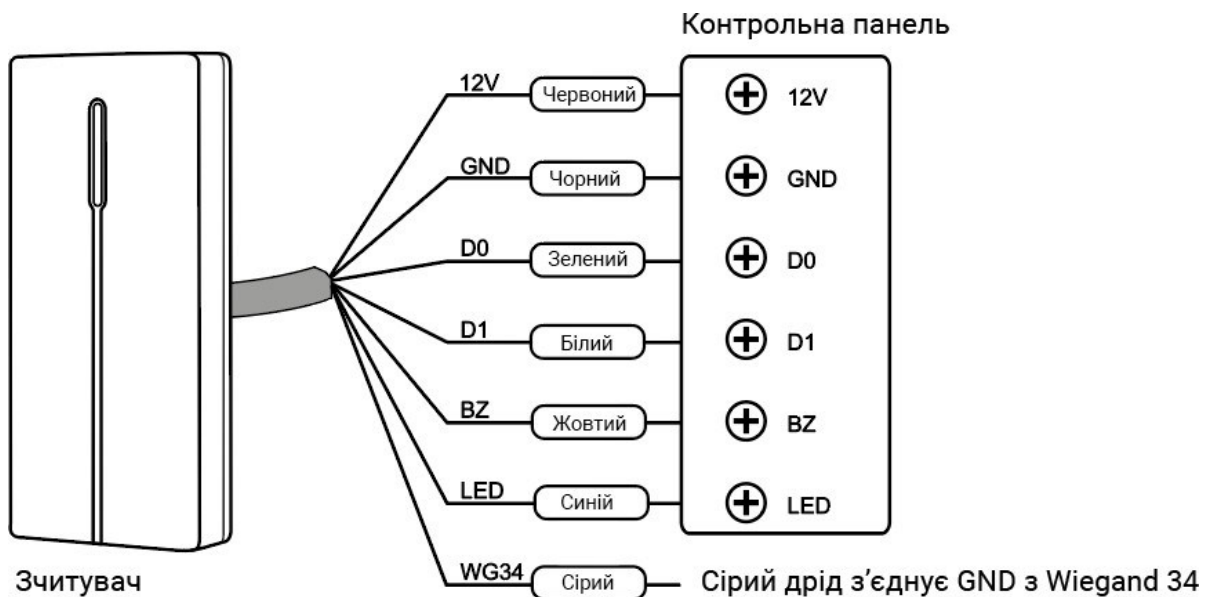 Контрольна панель
12V Червоний 12V
GND Чорний GND
D0 Зелений D0
D1 Білий D1
BZ Жовтий BZ
LED Синій LED
WG34 Сірий Сірий дрід з’єднує GND з Wiegand 34
Зчитувач